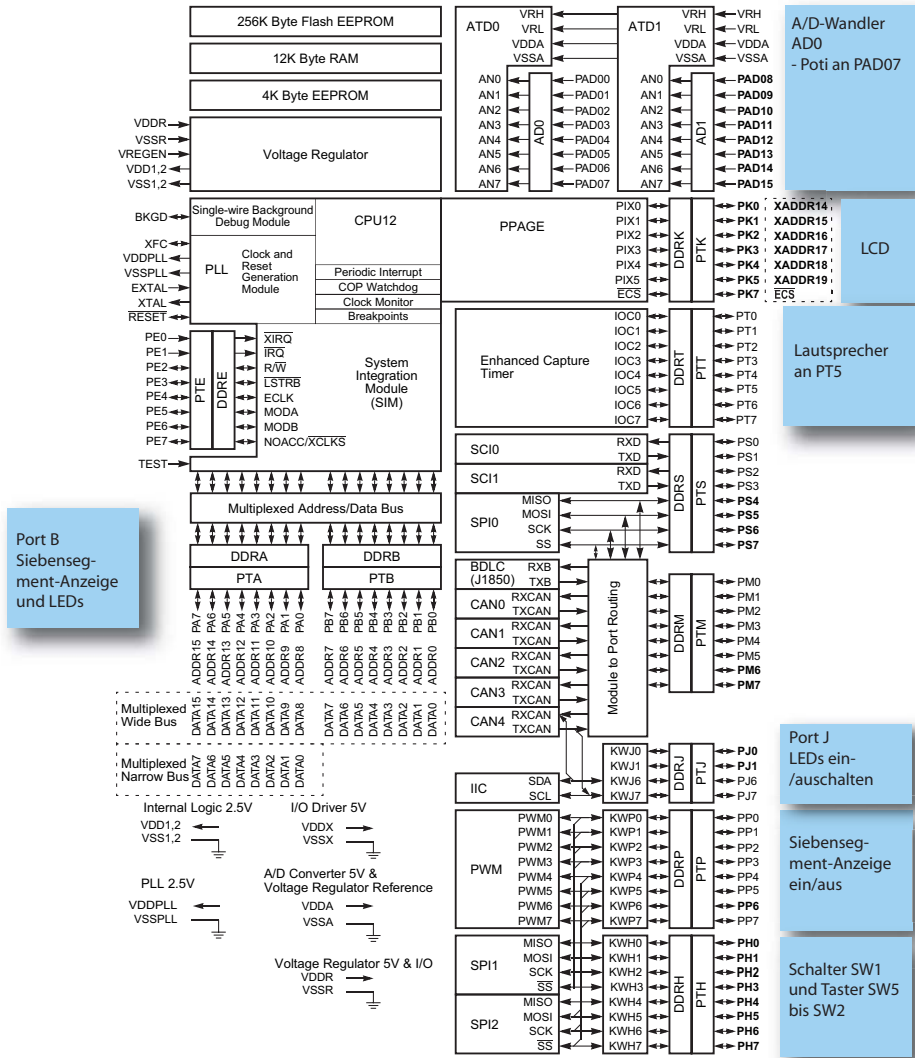 256K Byte Flash EEPROM
12K Byte RAM
4K Byte EEPROM
VDDR
VSSR
VREGEN
VDD1,2
VSS1,2
Voltage Regulator
ATD0
VRH
VRL
VDDA
VSSA
AN0
AN1
AN2
AN3
AN4
AN5
AN6
AN7
AD0
PAD00
PAD01
PAD02
PAD03
PAD04
PAD05
PAD06
PAD07
ATD1
VRH
VRL
VDDA
VSSA
VRH
VRL
VDDA
VSSA
AN0
AN1
AN2
AN3
AN4
AN5
AN6
AN7
AD1
PAD08
PAD09
PAD10
PAD11
PAD12
PAD13
PAD14
PAD15
A/D-Wandler
AD0
- Poti an PAD07
BKGD
XFC
VDDPLL
VSSPLL
EXTAL
XTAL
RESET
Single-wire Background
Debug Module
CPU12
PLL
Clock and
Reset
Generation
Module
Periodic Interrupt
COP Watchdog
Clock Monitor
Breakpoints
PPAGE
PIX0
PIX1
PIX2
PIX3
PIX4
PIX5
ECS
DDRK
PTK
PK0 XADDR14
PK1 XADDR15
PK2 XADDR16
PK3 XADDR17
PK4 XADDR18
PK5 XADDR19
PK7 ECS
LCD
PE0
PE1
PE2
PE3
PE4
PE5
PE6
PE7
TEST
PTE
DDRE
XIRQ
IRQ
R/W
LSTRB
ECLK
MODA
MODB
NOACC/XCLKS
System
Integration
Module
(SIM)
Enhanced Capture
Timer
IOC0
IOC1
IOC2
IOC3
IOC4
IOC5
IOC6
IOC7
DDRT
PTT
PT0
PT1
PT2
PT3
PT4
PT5
PT6
PT7
Lautsprecher
an PT5
SCI0
RXD
TXD
SCI1
RXD
TXD
SPI0
MISO
MOSI
SCK
SS
DDRS
PTS
PS0
PS1
PS2
PS3
PS4
PS5
PS6
PS7
Multiplexed Address/Data Bus
DDRA
PTA
DDRB
PTB
Port B
Siebenseg-
ment-Anzeige
und LEDs
PA7
PA6
PA5
PA4
PA3
PA2
PA1
PA0
PB7
PB6
PB5
PB4
PB3
PB2
PB1
PB0
ADDR15
ADDR14
ADDR13
ADDR12
ADDR11
ADDR10
ADDR9
ADDR8
ADDR7
ADDR6
ADDR5
ADDR4
ADDR3
ADDR2
ADDR1
ADDR0
Multiplexed
Wide Bus
DATA15
DATA14
DATA13
DATA12
DATA11
DATA10
DATA9
DATA8
DATA7
DATA6
DATA5
DATA4
DATA3
DATA2
DATA1
DATA0
Multiplexed
Narrow Bus
DATA7
DATA6
DATA5
DATA4
DATA3
DATA2
DATA1
DATA0
BDLC
(J1850)
RXB
TXB
CAN0
RXCAN
TXCAN
CAN1
RXCAN
TXCAN
CAN2
RXCAN
TXCAN
CAN3
RXCAN
TXCAN
CAN4
RXCAN
TXCAN
Module to Port Routing
DDRM
PTM
PM0
PM1
PM2
PM3
PM4
PM5
PM6
PM7
IIC
SDA
SCL
KWJ0
KWJ1
KWJ6
KWJ7
DDRJ
PTJ
PJ0
PJ1
PJ6
PJ7
Port J
LEDs ein-
/auschalten
PWM
PWM0
PWM1
PWM2
PWM3
PWM4
PWM5
PWM6
PWM7
KWP0
KWP1
KWP2
KWP3
KWP4
KWP5
KWP6
KWP7
DDRP
PTP
PP0
PP1
PP2
PP3
PP4
PP5
PP6
PP7
Siebenseg-
ment-Anzeige
ein/aus
SPI1
MISO
MOSI
SCK
SS
SPI2
MISO
MOSI
SCK
SS
KWH0
KWH1
KWH2
KWH3
KWH4
KWH5
KWH6
KWH7
DDRH
PTH
PH0
PH1
PH2
PH3
PH4
PH5
PH6
PH7
Schalter SW1
und Taster SW5
bis SW2
Internal Logic 2.5V
VDD1,2
VSS1,2
I/O Driver 5V
VDDX
VSSX
PLL 2.5V
VDDPLL
VSSPLL
A/D Converter 5V &
Voltage Regulator Reference
VDDA
VSSA
Voltage Regulator 5V & I/O
VDDR
VSSR